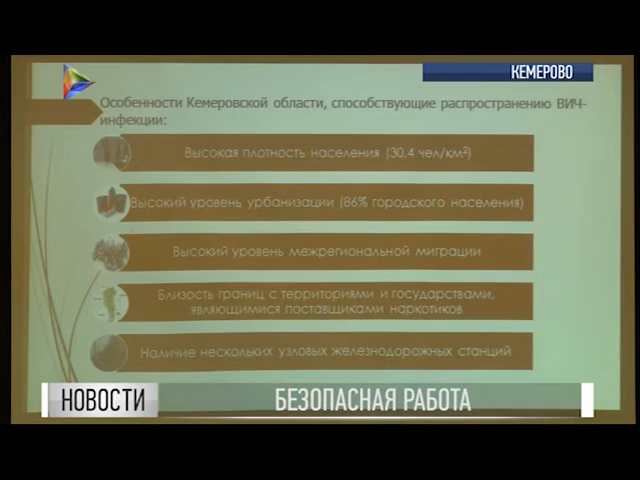 КЕМЕРОВО
Особенности Кемеровской области, способствующие распространению ВИЧ-
инфекции:
Высокая плотность населения (30,4 чел/км²)
Высокий уровень урбанизации (86% городского населения)
Высокий уровень межрегиональной миграции
Близость границ с территориями и государствами,
являющимися поставщиками наркотиков
Наличие нескольких узловых железнодорожных станций
НОВОСТИ
БЕЗОПАСНАЯ РАБОТА